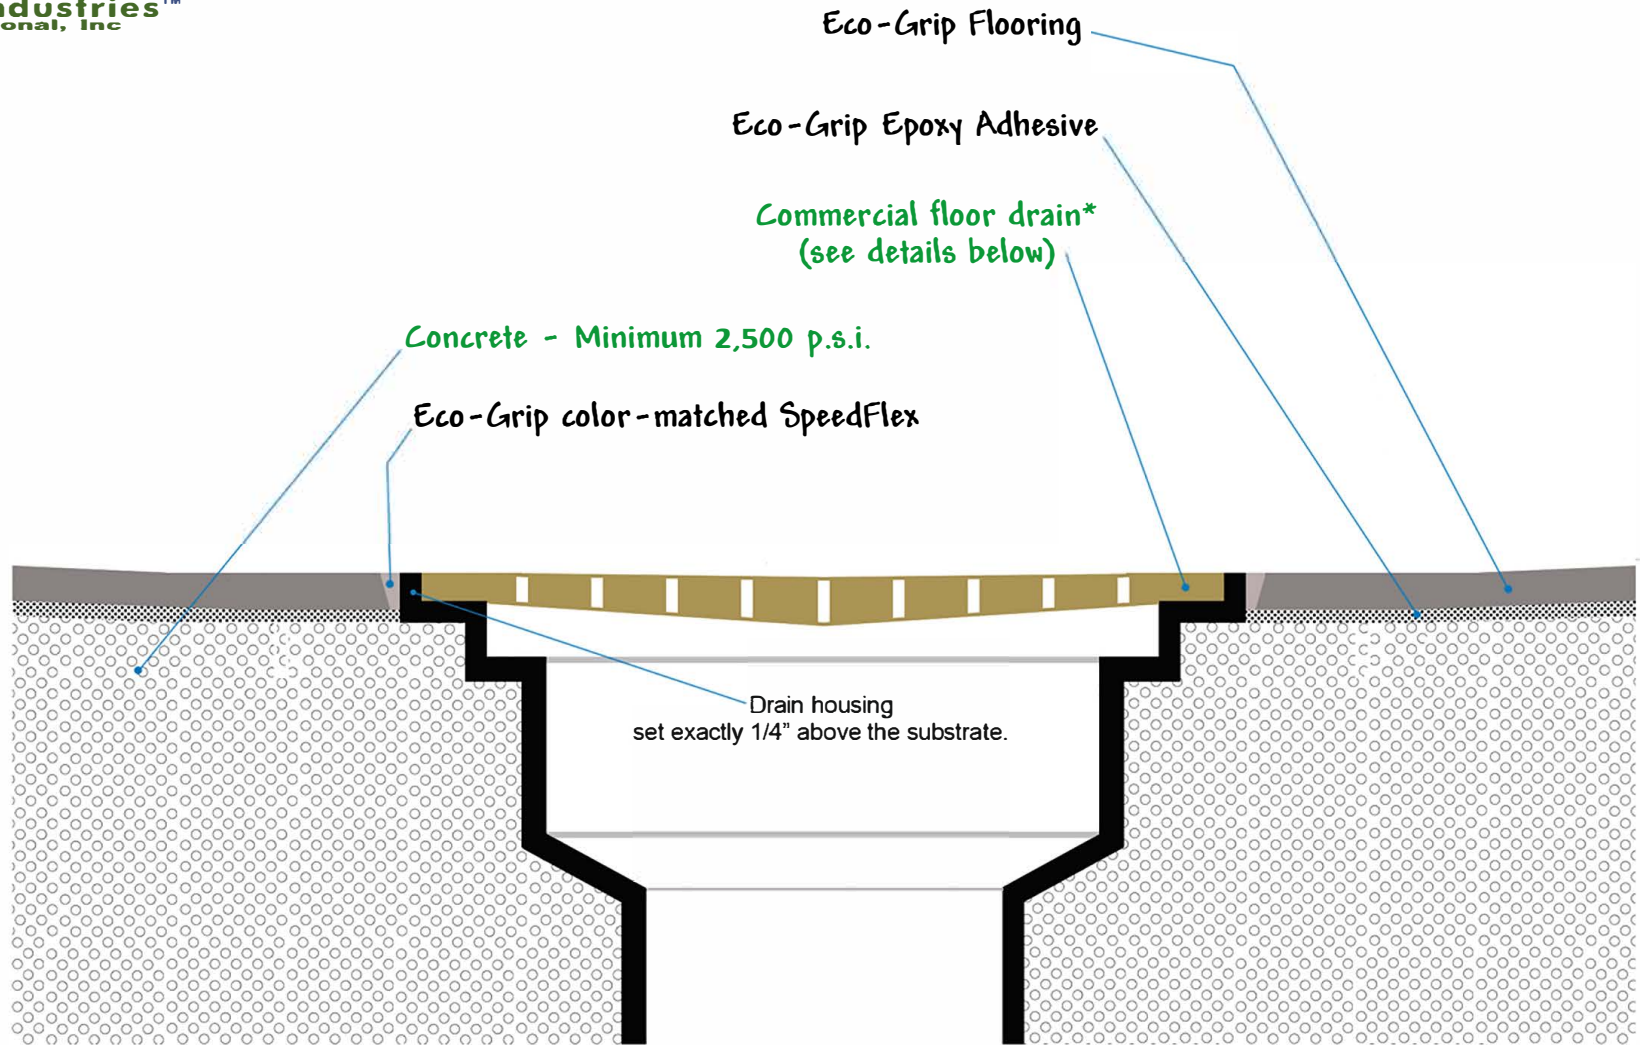 ndustries™
onal, Inc
Eco-Grip Flooring
Eco-Grip Epoxy Adhesive
Commercial floor drain*
(see details below)
Concrete - Minimum 2,500 p.s.i.
Eco-Grip color-matched SpeedFlex
Drain housing
set exactly 1/4” above the substrate.